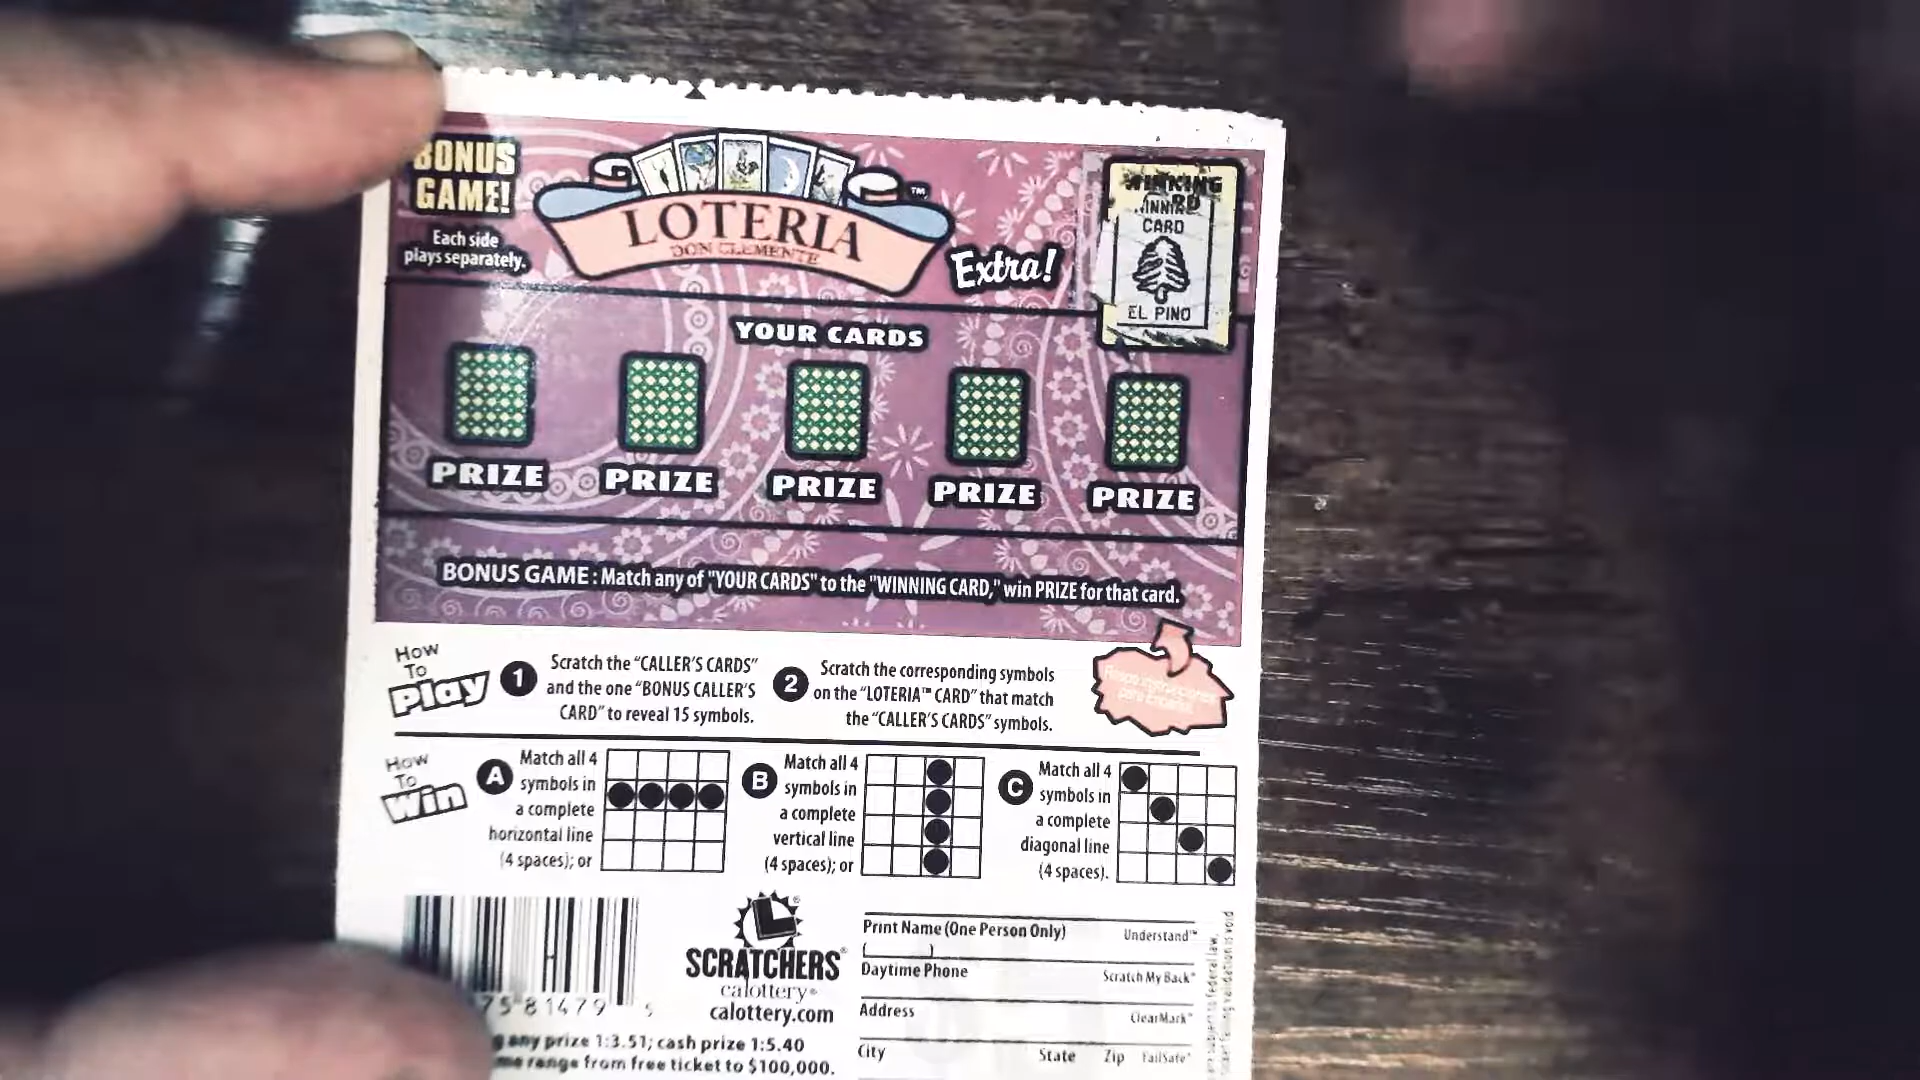 BONUS
GAME!
Each side
plays separately.
LOTERIA™
DON CLEMENTE
Extra!
WINNING
CARD
EL PINO
YOUR CARDS
PRIZE PRIZE PRIZE PRIZE PRIZE
BONUS GAME: Match any of "YOUR CARDS" to the "WINNING CARD," win PRIZE for that card.
How
To
Play
1
Scratch the "CALLER'S CARDS"
and the one "BONUS CALLER'S
CARD" to reveal 15 symbols.
2
Scratch the corresponding symbols
on the "LOTERIA™ CARD" that match
the "CALLER'S CARDS" symbols.
How
To
Win
A
Match all 4
symbols in
a complete
horizontal line
(4 spaces); or
B
Match all 4
symbols in
a complete
vertical line
(4 spaces); or
C
Match all 4
symbols in
a complete
diagonal line
(4 spaces).
75 81479 5
SCRATCHERS®
calottery®
calottery.com
any prize 1:3.51; cash prize 1:5.40
range from free ticket to $100,000.
Print Name (One Person Only)
Understand™
( )
Daytime Phone
Scratch My Back®
Address
ClearMark®
City State Zip FailSafe®